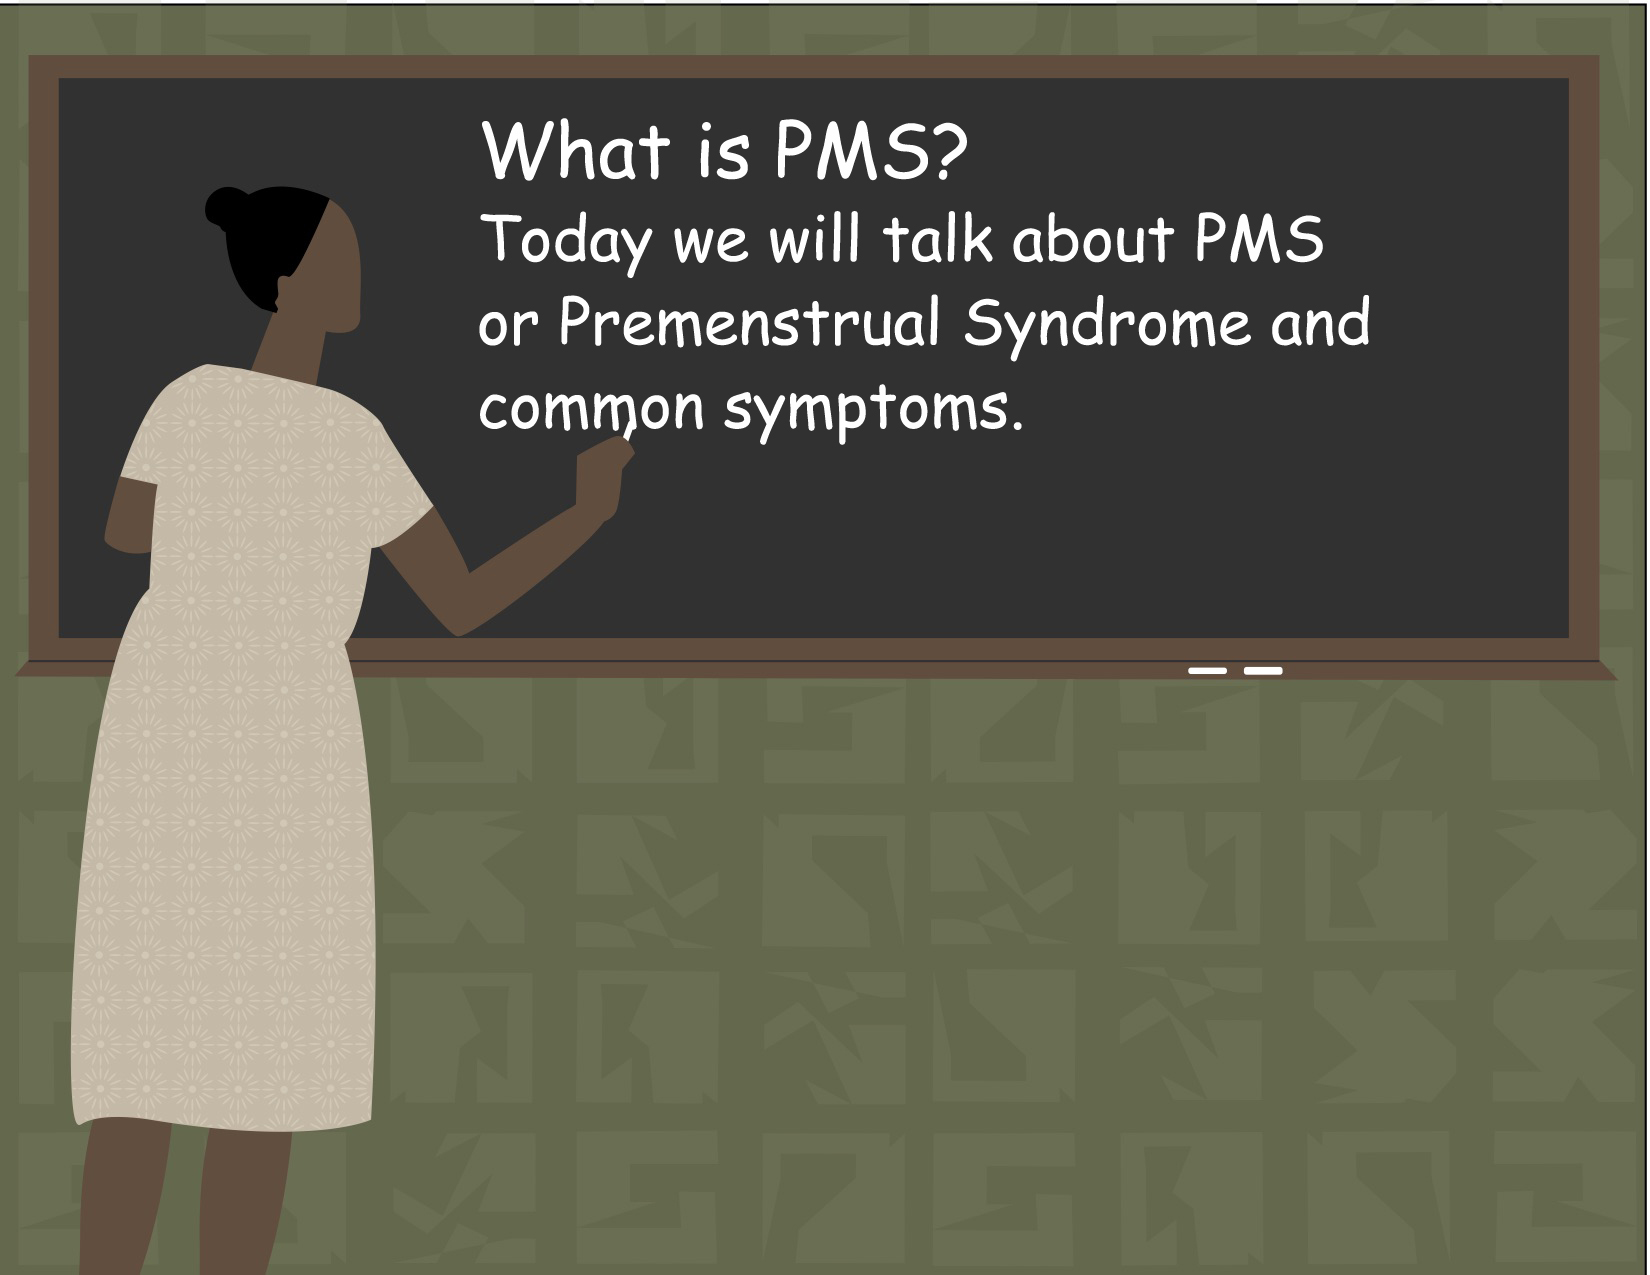 What is PMS?
Today we will talk about PMS
or Premenstrual Syndrome and
common symptoms.